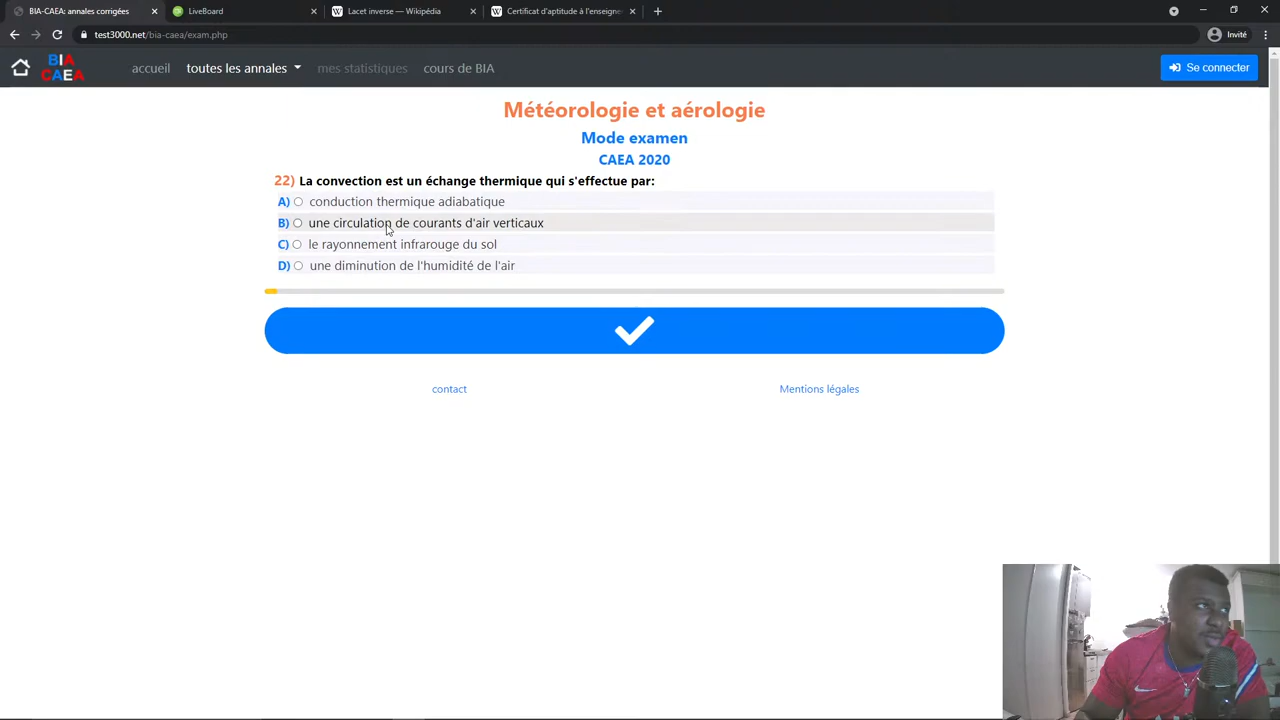 BIA-CAEA: annales corrigées
LiveBoard
Lacet inverse — Wikipédia
Certificat d'aptitude à l'enseigne
test3000.net/bia-caea/exam.php
Invité
BIA
CAEA
accueil
toutes les annales
mes statistiques
cours de BIA
Se connecter
Météorologie et aérologie
Mode examen
CAEA 2020
22) La convection est un échange thermique qui s'effectue par:
A) conduction thermique adiabatique
B) une circulation de courants d'air verticaux
C) le rayonnement infrarouge du sol
D) une diminution de l'humidité de l'air
contact
Mentions légales